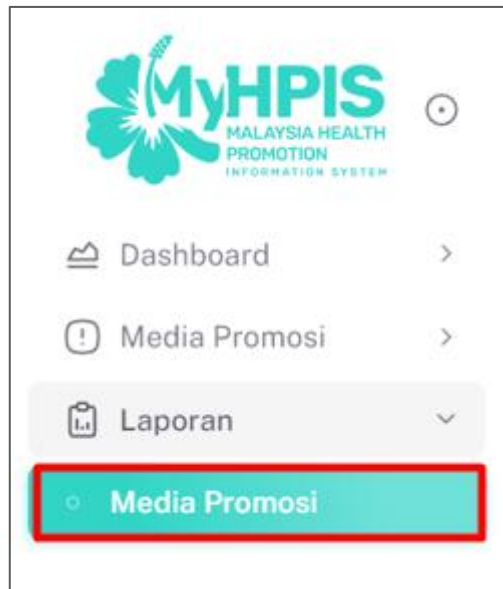 MyHPIS
MALAYSIA HEALTH
PROMOTION
INFORMATION SYSTEM
Dashboard
Media Promosi
Laporan
Media Promosi